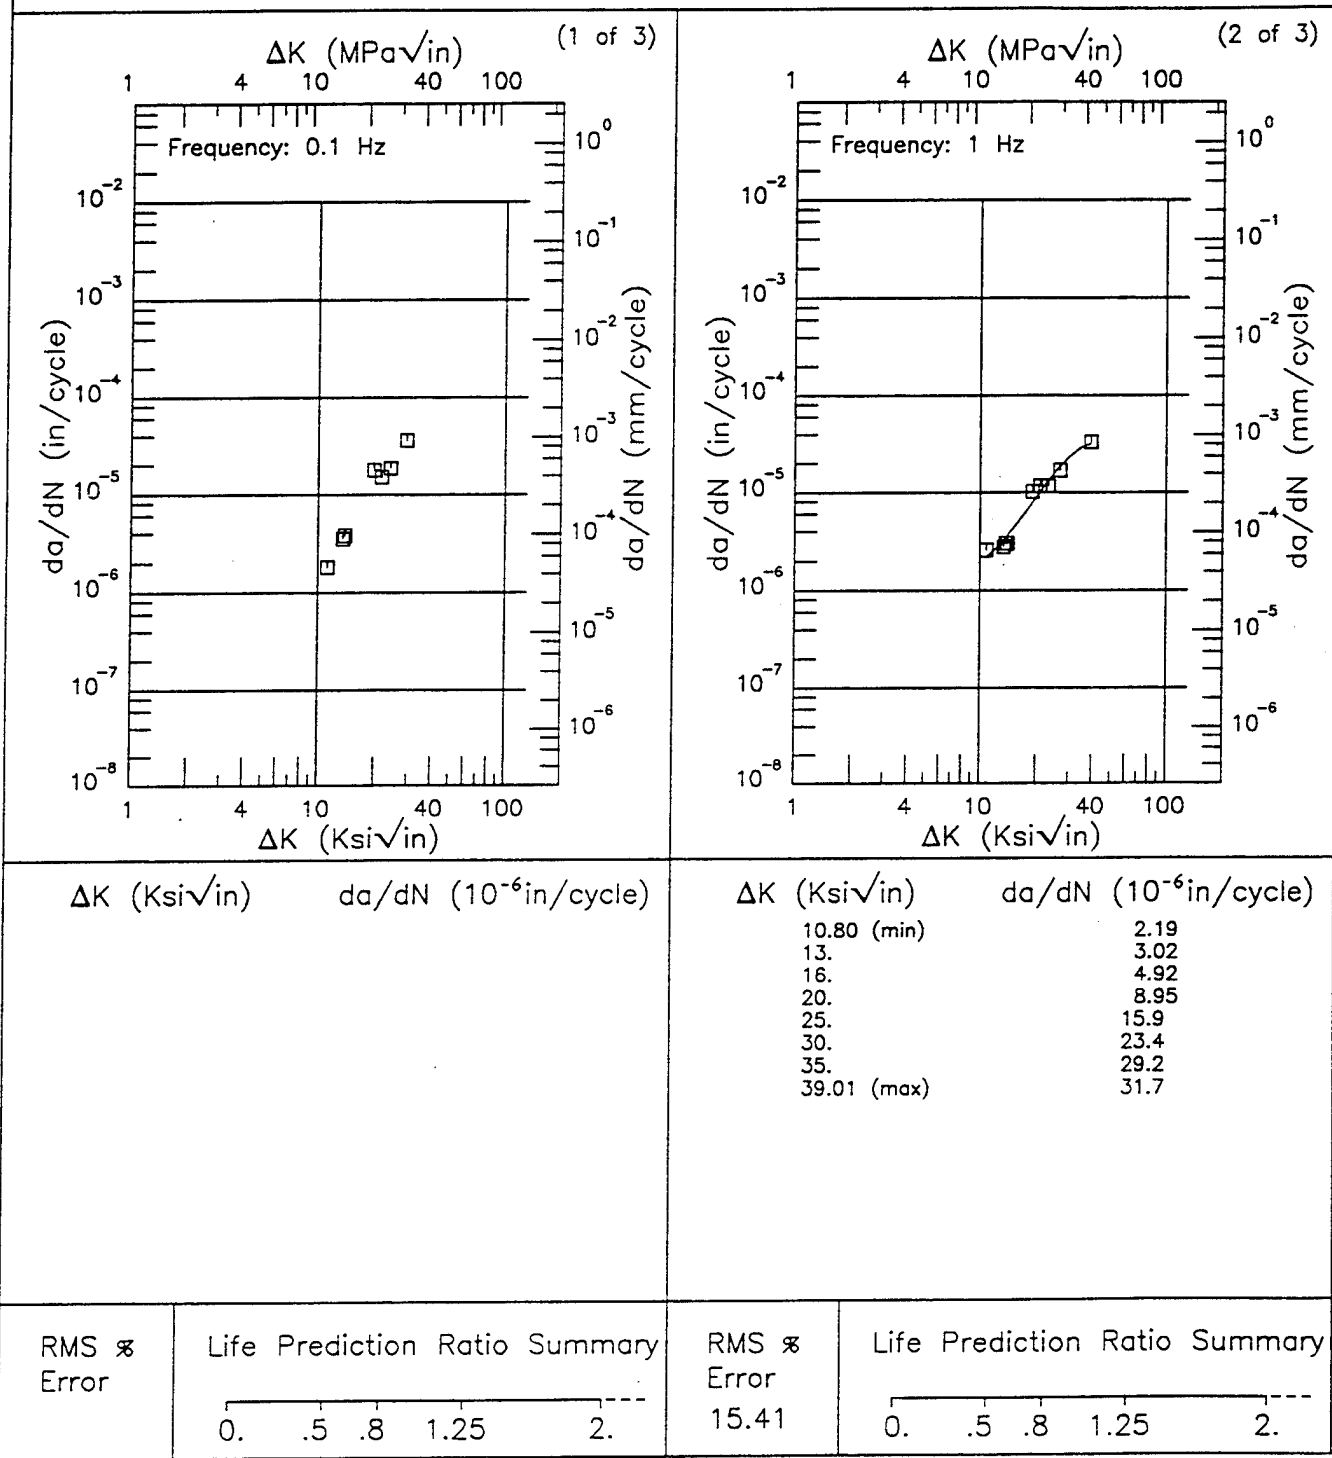 (1 of 3)
ΔK (MPa√in)
1 4 10 40 100
Frequency: 0.1 Hz
10⁻²
10⁻³
10⁻⁴
10⁻⁵
10⁻⁶
10⁻⁷
10⁻⁸
da/dN (in/cycle)
10⁰
10⁻¹
10⁻²
10⁻³
10⁻⁴
10⁻⁵
10⁻⁶
da/dN (mm/cycle)
1 4 10 40 100
ΔK (Ksi√in)
ΔK (Ksi√in) da/dN (10⁻⁶in/cycle)
RMS %
Error
Life Prediction Ratio Summary
0. .5 .8 1.25 2.
(2 of 3)
ΔK (MPa√in)
1 4 10 40 100
Frequency: 1 Hz
10⁻²
10⁻³
10⁻⁴
10⁻⁵
10⁻⁶
10⁻⁷
10⁻⁸
da/dN (in/cycle)
10⁰
10⁻¹
10⁻²
10⁻³
10⁻⁴
10⁻⁵
10⁻⁶
da/dN (mm/cycle)
1 4 10 40 100
ΔK (Ksi√in)
ΔK (Ksi√in) da/dN (10⁻⁶in/cycle)
10.80 (min) 2.19
13. 3.02
16. 4.92
20. 8.95
25. 15.9
30. 23.4
35. 29.2
39.01 (max) 31.7
RMS %
Error
15.41
Life Prediction Ratio Summary
0. .5 .8 1.25 2.